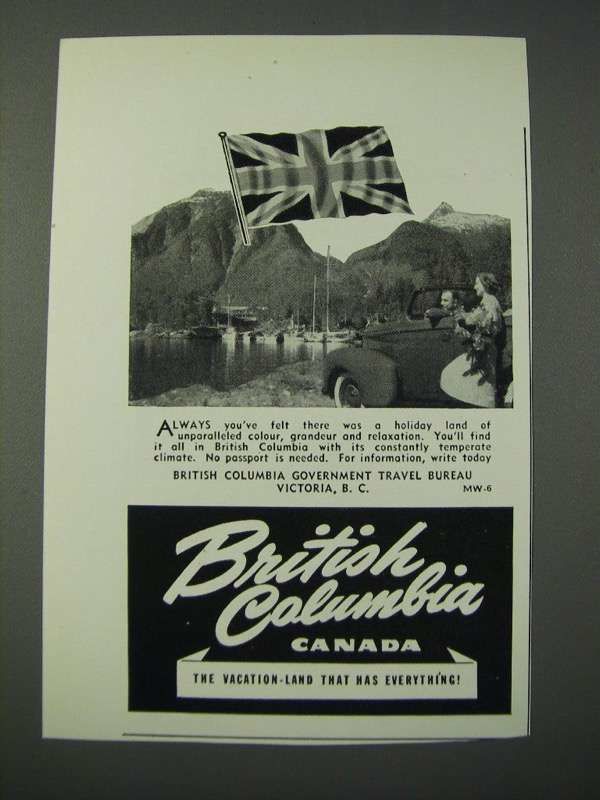 ALWAYS you've felt there was a holiday land of
unparalleled colour, grandeur and relaxation. You'll find
it all in British Columbia with its constantly temperate
climate. No passport is needed. For information, write today
BRITISH COLUMBIA GOVERNMENT TRAVEL BUREAU
VICTORIA, B. C. MW-6
British
Columbia
CANADA
THE VACATION-LAND THAT HAS EVERYTHING!